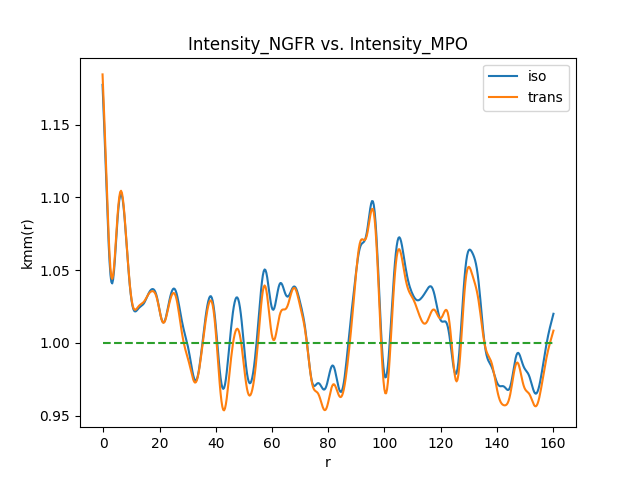 Intensity_NGFR vs. Intensity_MPO
iso
trans
1.15
1.10
1.05
1.00
0.95
kmm(r)
0 20 40 60 80 100 120 140 160
r